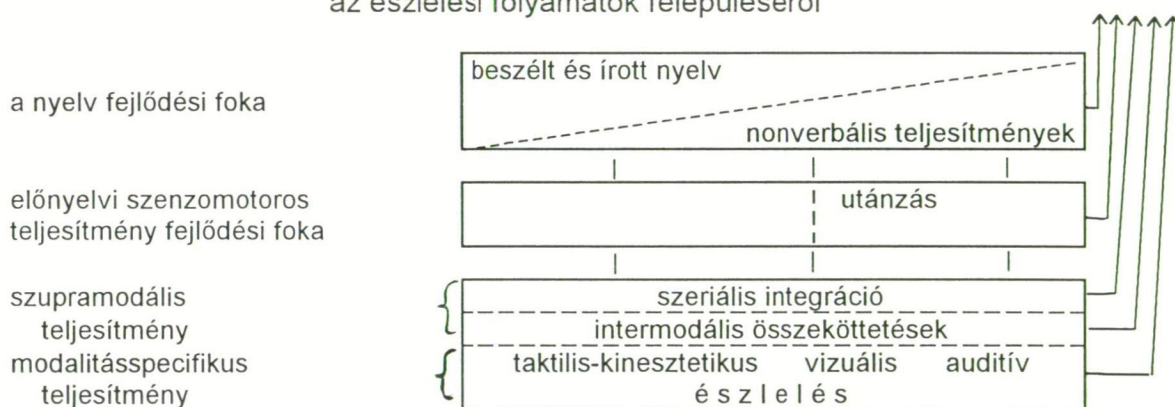 az észlelési folyamatok felépüléséről
beszélt és írott nyelv
a nyelv fejlődési foka
nonverbális teljesítmények
előnyelvi szenzomotoros
teljesítmény fejlődési foka
utánzás
szupramodális
teljesítmény
szeriális integráció
intermodális összeköttetések
modalitásspecifikus
teljesítmény
taktilis-kinesztetikus vizuális auditív
é s z l e l é s